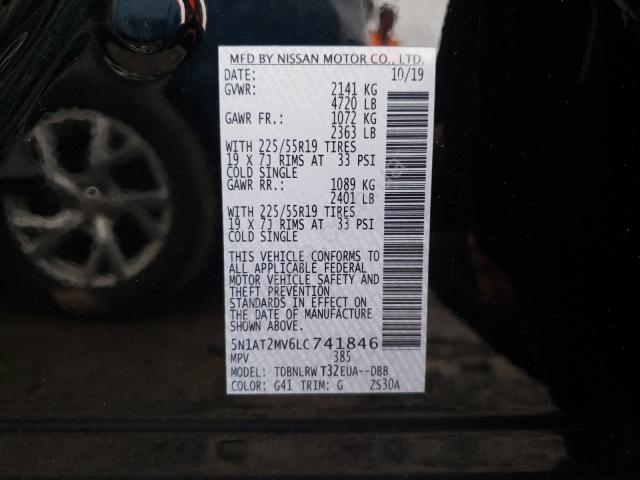 MFD BY NISSAN MOTOR CO., LTD.
DATE: 10/19
GVWR: 2141 KG
4720 LB
GAWR FR.: 1072 KG
2363 LB
WITH 225/55R19 TIRES
19 X 7J RIMS AT 33 PSI
COLD SINGLE
GAWR RR.: 1089 KG
2401 LB
WITH 225/55R19 TIRES
19 X 7J RIMS AT 33 PSI
COLD SINGLE
THIS VEHICLE CONFORMS TO
ALL APPLICABLE FEDERAL
MOTOR VEHICLE SAFETY AND
THEFT PREVENTION
STANDARDS IN EFFECT ON
THE DATE OF MANUFACTURE
SHOWN ABOVE.
5N1AT2MV6LC741846
MPV 385
MODEL: TDBNLRW T32EUA--DBB
COLOR: G41 TRIM: G ZS30A